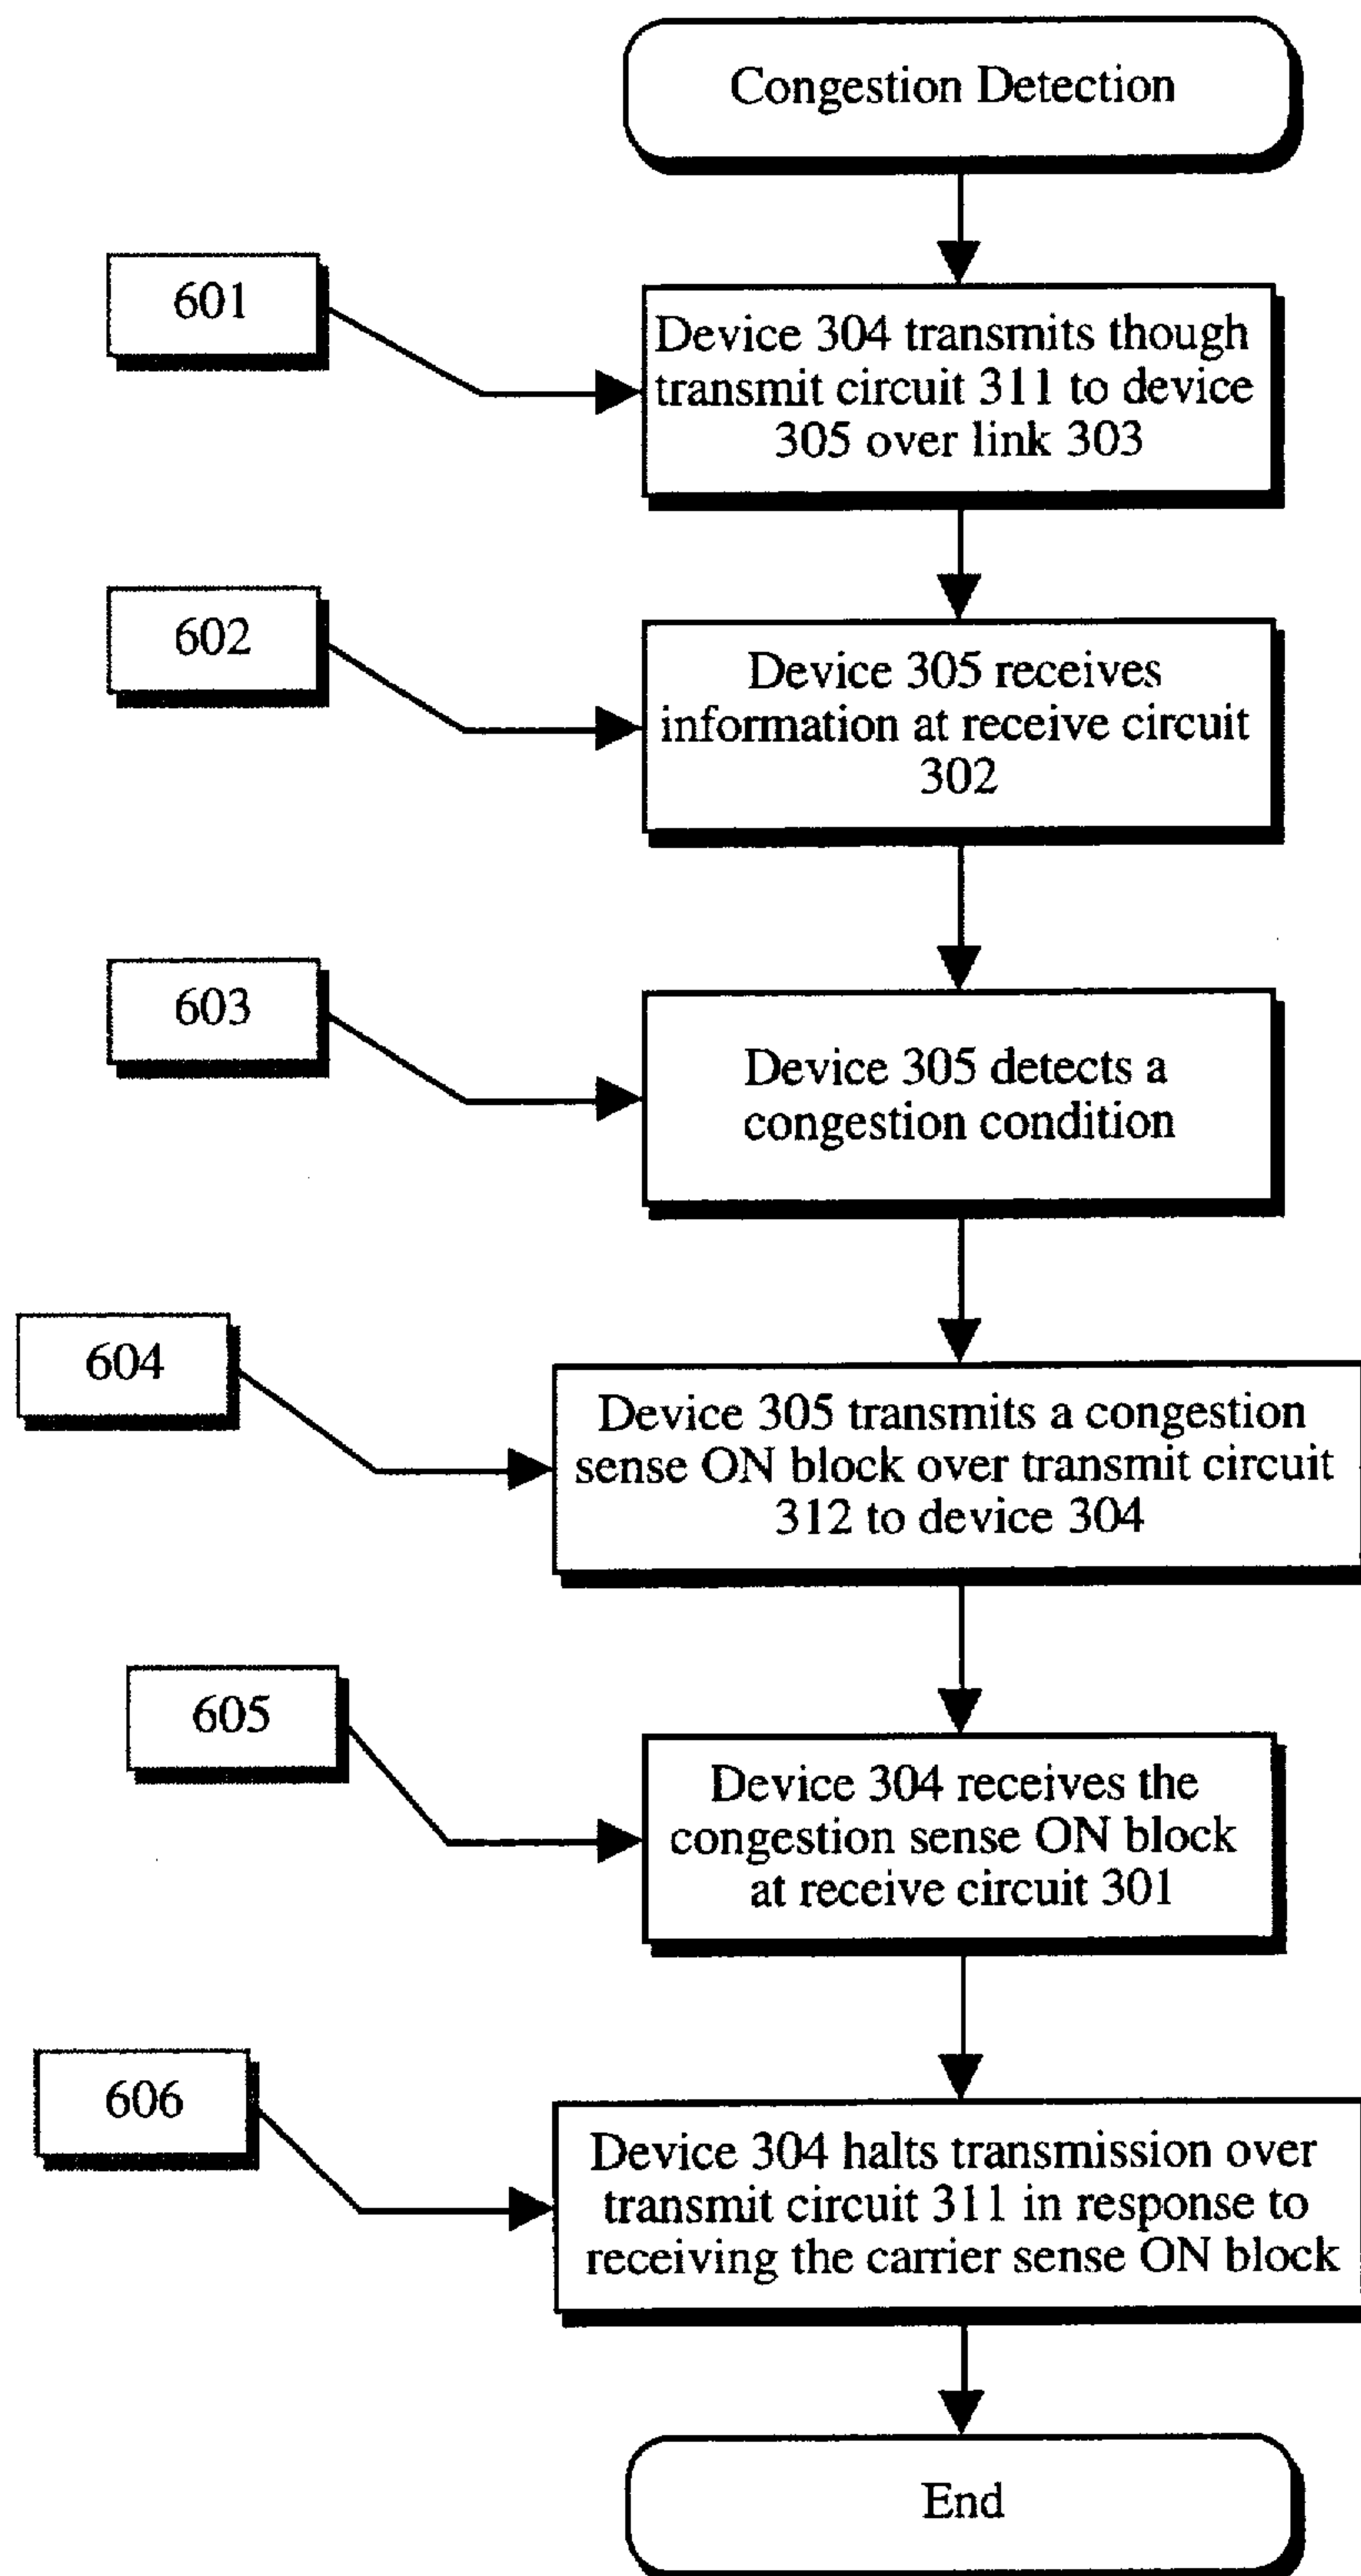 Congestion Detection
601
Device 304 transmits though
transmit circuit 311 to device
305 over link 303
602
Device 305 receives
information at receive circuit
302
603
Device 305 detects a
congestion condition
604
Device 305 transmits a congestion
sense ON block over transmit circuit
312 to device 304
605
Device 304 receives the
congestion sense ON block
at receive circuit 301
606
Device 304 halts transmission over
transmit circuit 311 in response to
receiving the carrier sense ON block
End